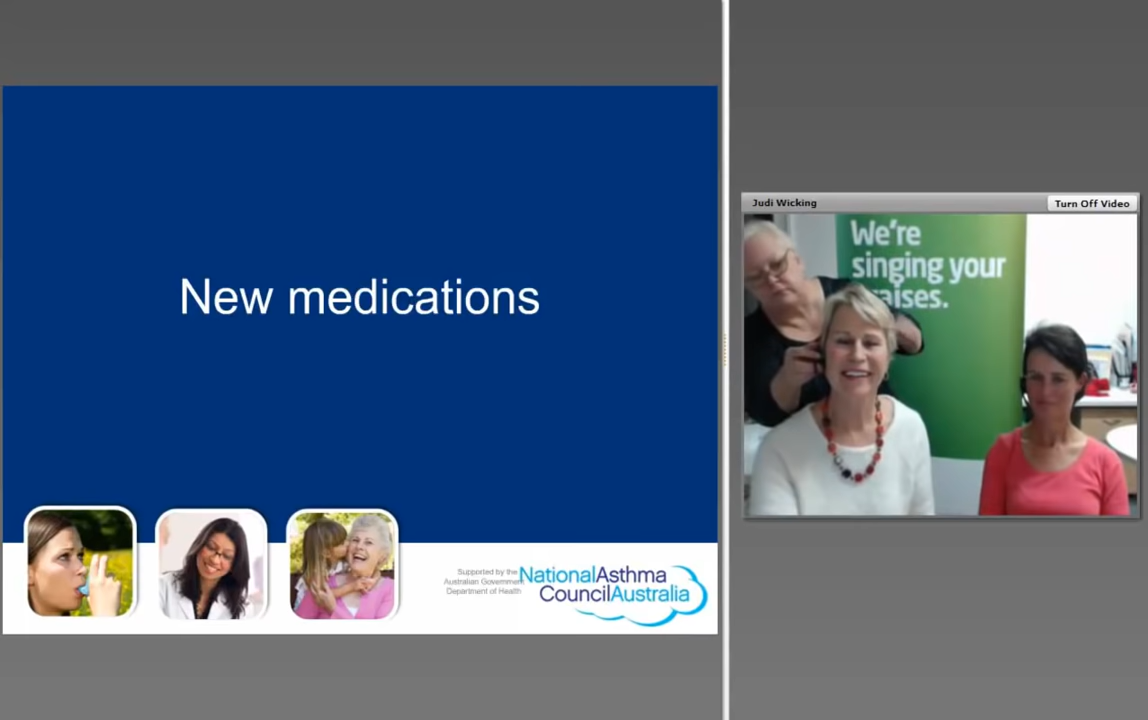 New medications
Supported by the
Australian Government
Department of Health
NationalAsthma
CouncilAustralia
Judi Wicking
Turn Off Video
We're
singing your
raises.